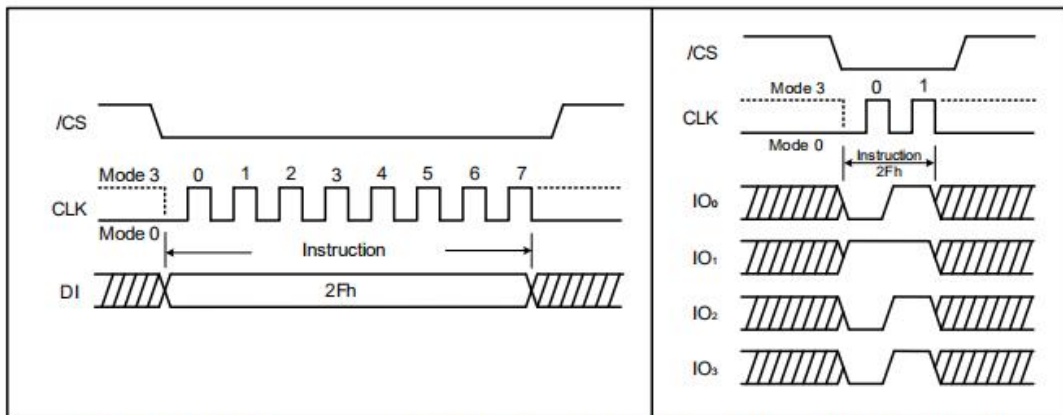 /CS
Mode 3 0 1 2 3 4 5 6 7
CLK
Mode 0
Instruction
DI
2Fh
/CS
Mode 3 0 1
CLK
Mode 0
Instruction
2Fh
IO₀
IO₁
IO₂
IO₃